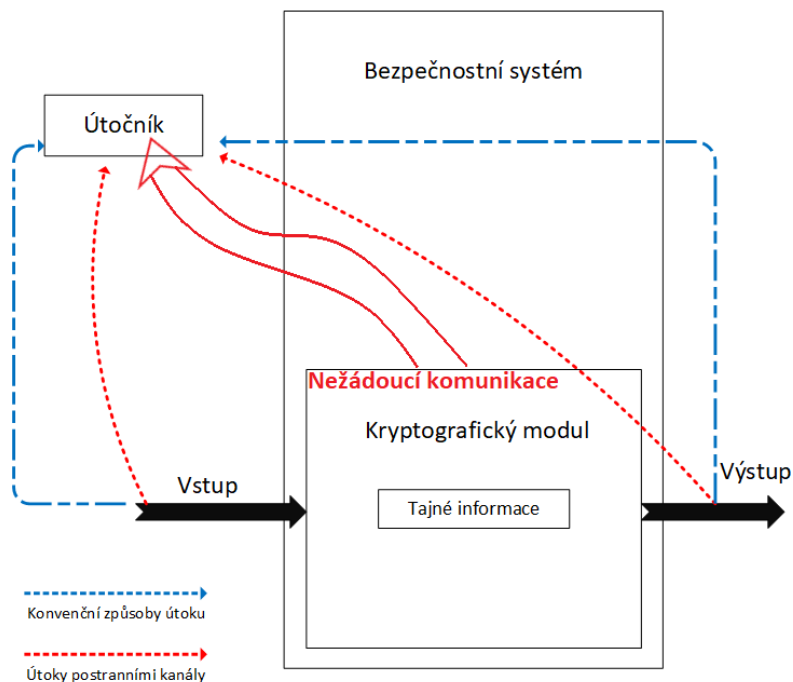 Bezpečnostní systém
Útočník
Nežádoucí komunikace
Kryptografický modul
Vstup
Výstup
Tajné informace
Konvenční způsoby útoku
Útoky postranními kanály